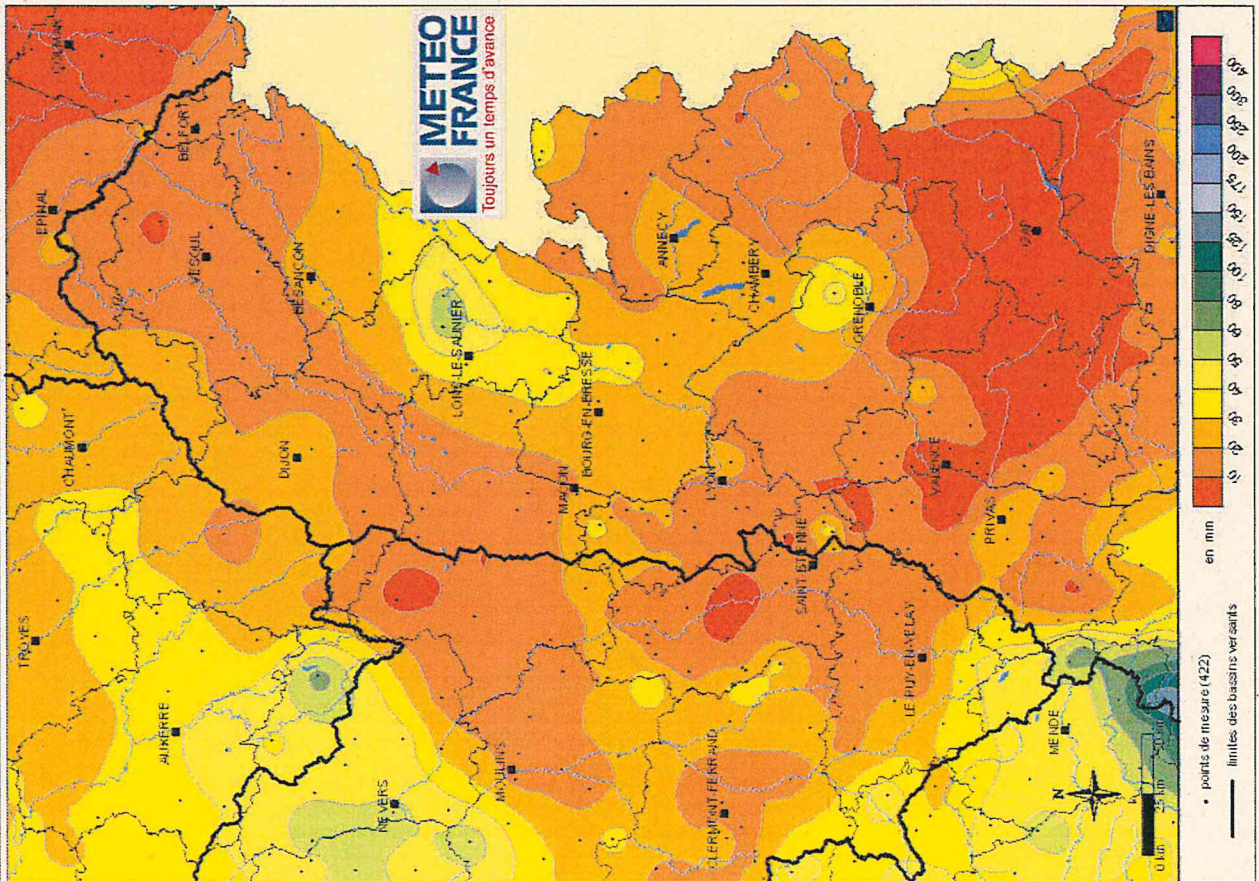 COLMAR
EPINAL
BELFORT
CHAUMONT
TROYES
VESOUL
BESANCON
DIJON
AUXERRE
METEO
FRANCE
Toujours un temps d'avance
LONS-LE-SAUNIER
NEVERS
MOULINS
MACON
BOURG-EN-BRESSE
ANNECY
CHAMBERY
LYON
GRENOBLE
CLERMONT-FERRAND
SAINT-ETIENNE
LE-PUY-EN-VELAY
VALENCE
PRIVAS
GAP
MENDE
DIGNE-LES-BAINS
N
0 km
25 km
points de mesure (422)
limites des bassins versants
en mm
10
20
30
40
50
60
80
100
125
150
175
200
250
300
400